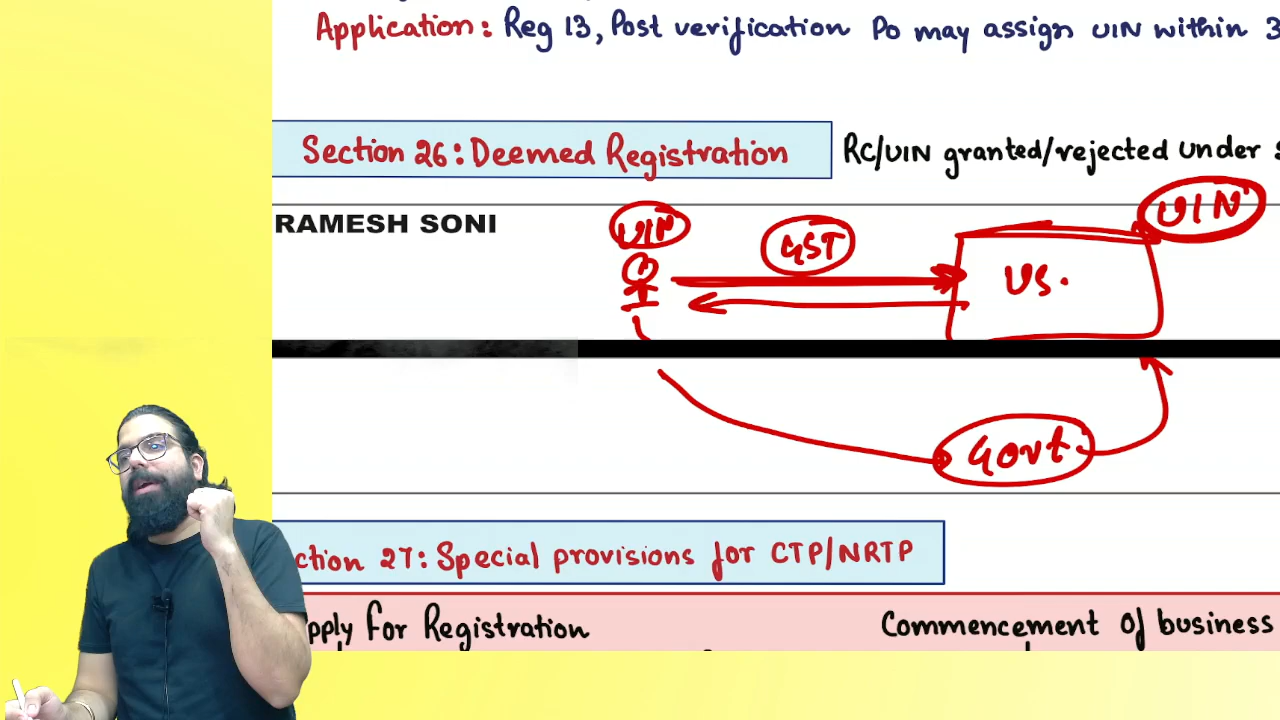 Application: Reg 13, Post verification PO may assign UIN within 3
Section 26: Deemed Registration
RC/UIN granted/rejected under
RAMESH SONI
UIN
GST
US.
UIN
Govt.
ction 27: Special provisions for CTP/NRTP
pply for Registration
Commencement of business